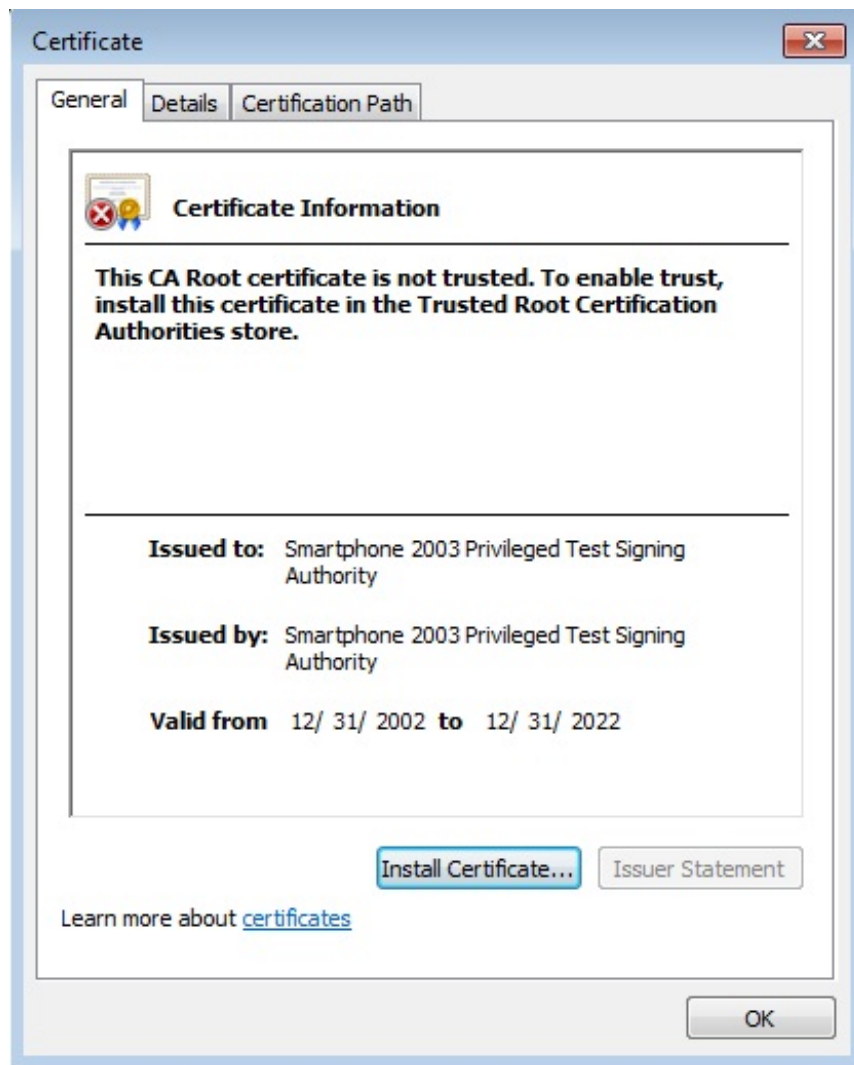 Certificate
General Details Certification Path
Certificate Information
This CA Root certificate is not trusted. To enable trust,
install this certificate in the Trusted Root Certification
Authorities store.
Issued to: Smartphone 2003 Privileged Test Signing
Authority
Issued by: Smartphone 2003 Privileged Test Signing
Authority
Valid from 12/ 31/ 2002 to 12/ 31/ 2022
Install Certificate... Issuer Statement
Learn more about certificates
OK